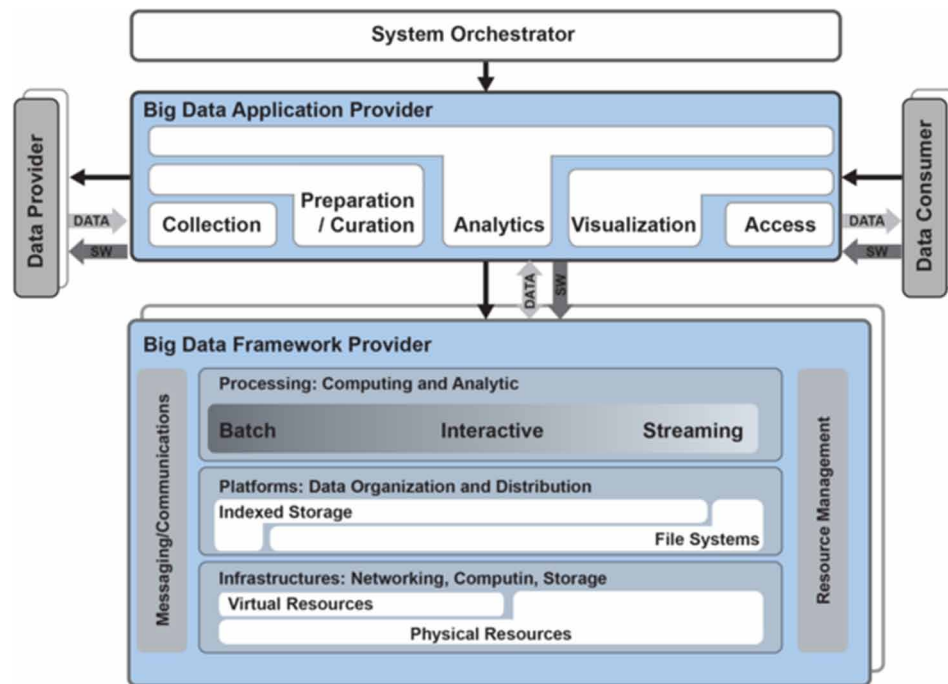 System Orchestrator
Big Data Application Provider
Data Provider
DATA
SW
Collection
Preparation
/ Curation
Analytics
Visualization
Access
DATA
SW
Data Consumer
DATA
SW
Big Data Framework Provider
Messaging/Communications
Processing: Computing and Analytic
Batch
Interactive
Streaming
Platforms: Data Organization and Distribution
Indexed Storage
File Systems
Infrastructures: Networking, Computin, Storage
Virtual Resources
Physical Resources
Resource Management